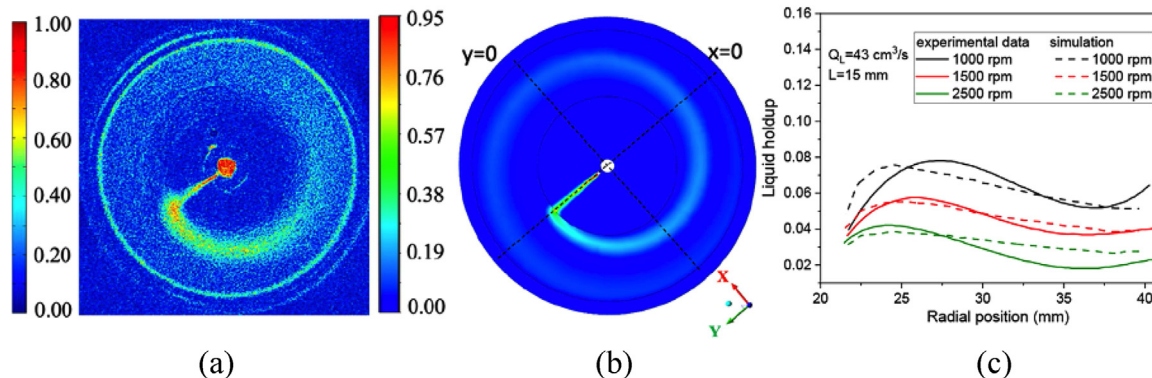 1.00
0.80
0.60
0.40
0.20
0.00
0.95
0.76
0.57
0.38
0.19
0.00
y=0
x=0
X
Y
0.16
0.14
0.12
0.10
0.08
0.06
0.04
0.02
Liquid holdup
Q_L=43 cm³/s
L=15 mm
experimental data simulation
1000 rpm 1000 rpm
1500 rpm 1500 rpm
2500 rpm 2500 rpm
20 25 30 35 40
Radial position (mm)
(a) (b) (c)